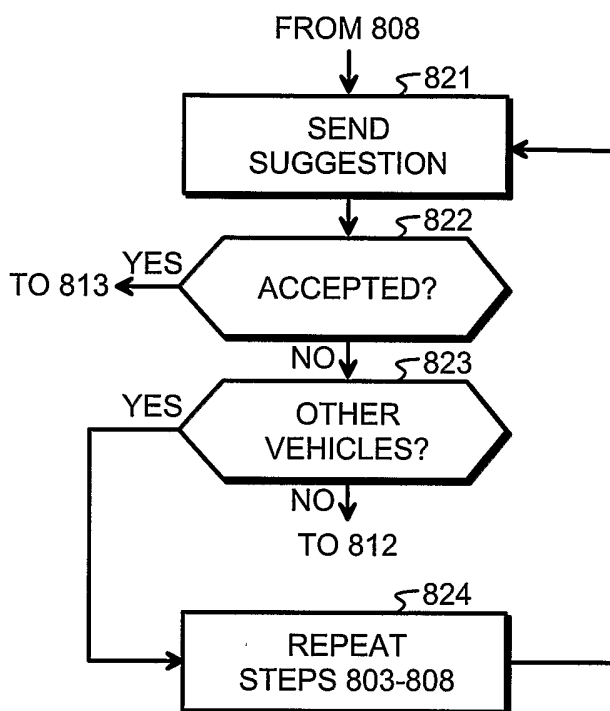 FROM 808
821
SEND
SUGGESTION
822
YES
TO 813
ACCEPTED?
NO
823
YES
OTHER
VEHICLES?
NO
TO 812
824
REPEAT
STEPS 803-808